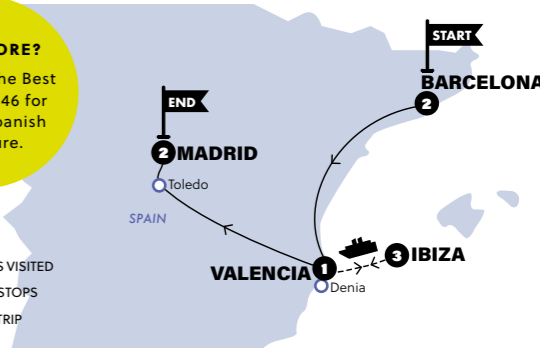 ORE?
he Best
46 for
panish
ure.
START
BARCELONA
2
END
2 MADRID
Toledo
SPAIN
3 IBIZA
VALENCIA 1
Denia
S VISITED
STOPS
TRIP